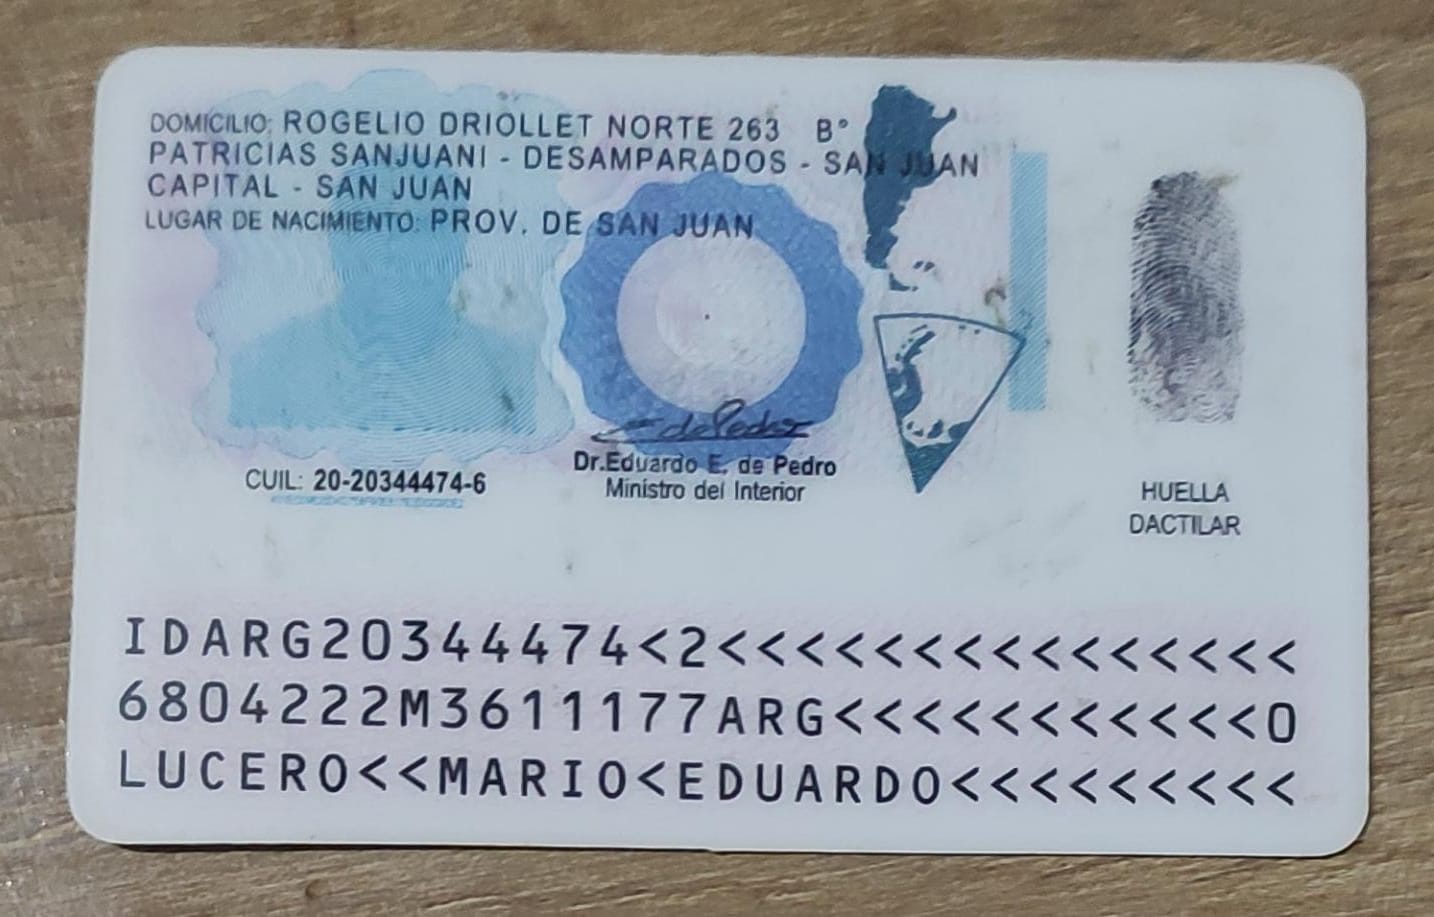 DOMICILIO: ROGELIO DRIOLLET NORTE 263 B°
PATRICIAS SANJUANI - DESAMPARADOS - SAN JUAN
CAPITAL - SAN JUAN
LUGAR DE NACIMIENTO: PROV. DE SAN JUAN
E de Pedro
Dr.Eduardo E. de Pedro
Ministro del Interior
CUIL: 20-20344474-6
HUELLA
DACTILAR
IDARG20344474<2<<<<<<<<<<<<<<<
6804222M3611177ARG<<<<<<<<<<<0
LUCERO<<MARIO<EDUARDO<<<<<<<<<